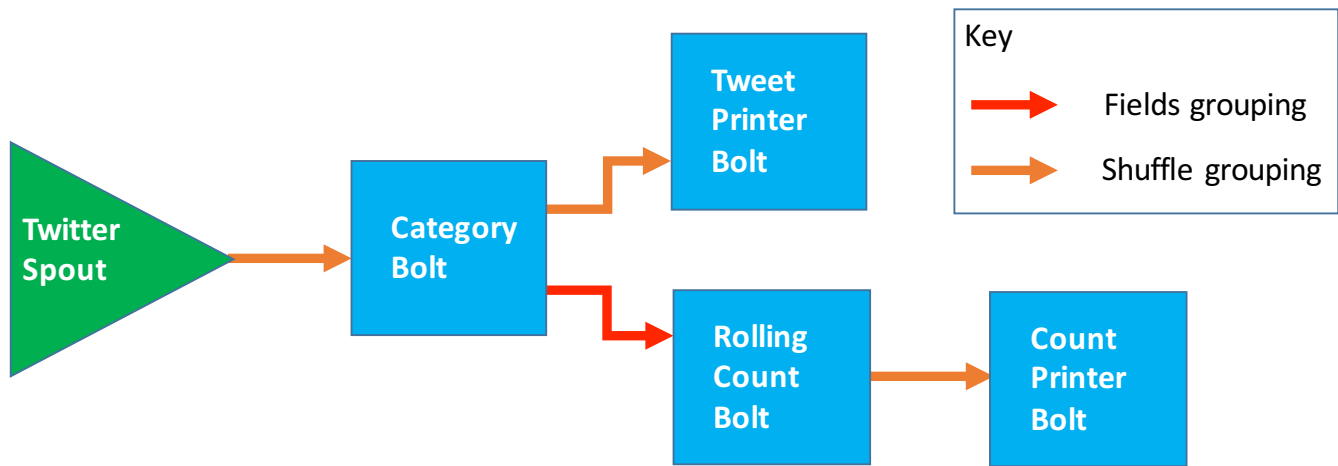 Twitter
Spout
Category
Bolt
Tweet
Printer
Bolt
Rolling
Count
Bolt
Count
Printer
Bolt
Key
Fields grouping
Shuffle grouping